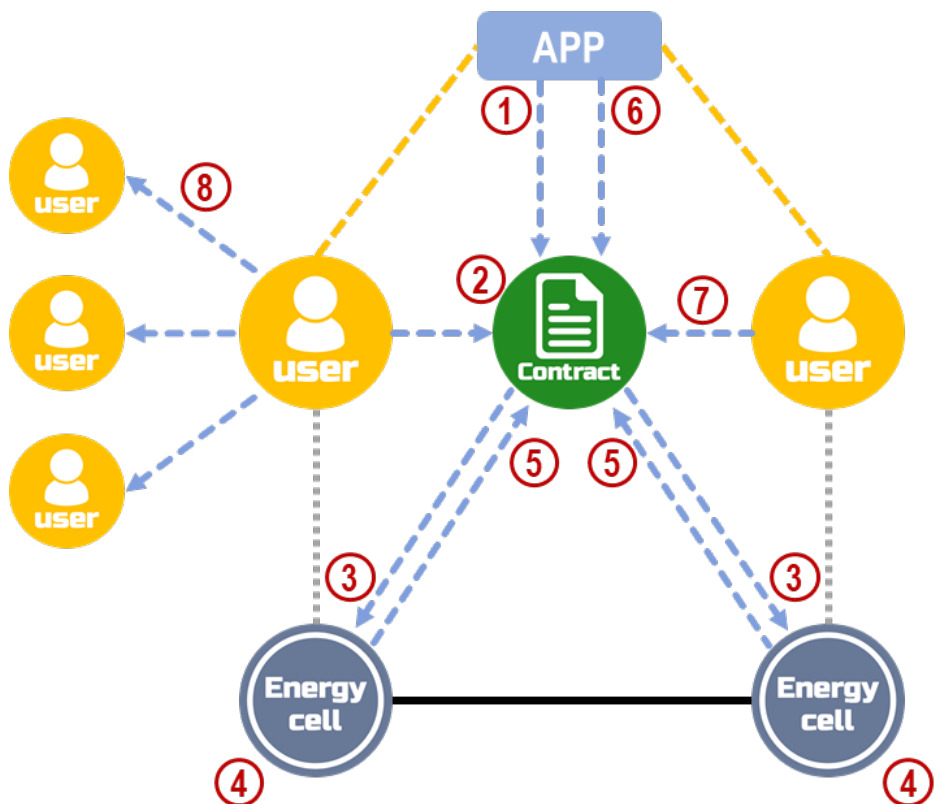 APP
1
6
user
8
2
7
user
Contract
user
user
5
5
user
3
3
Energy
cell
Energy
cell
4
4